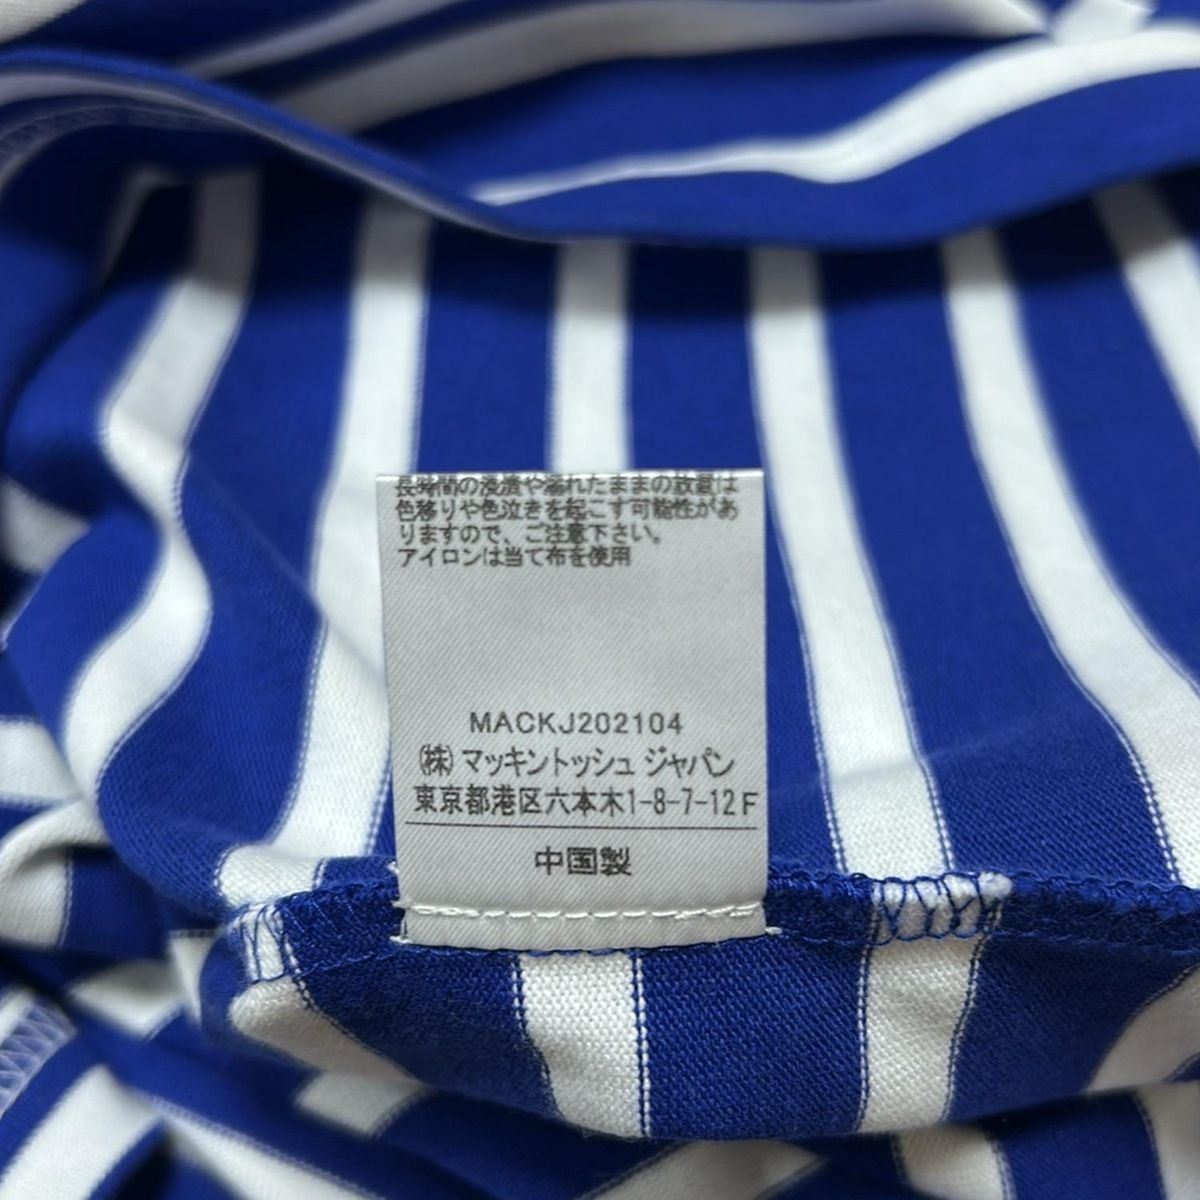 長時間の浸漬や濡れたままの放置は
色移りや色泣きを起こす可能性があ
りますので、ご注意下さい。
アイロンは当て布を使用
MACKJ202104
(株)マッキントッシュ ジャパン
東京都港区六本木1-8-7-12F
中国製